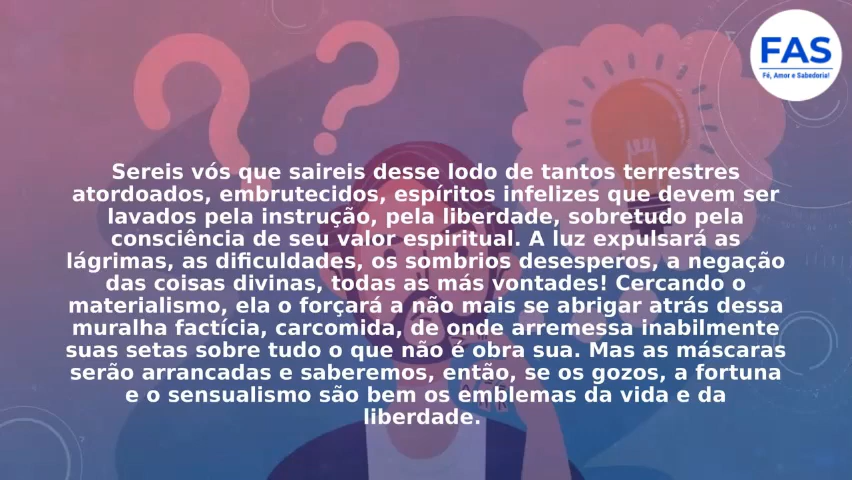 FAS
Fé, Amor e Sabedoria!
Sereis vós que saireis desse lodo de tantos terrestres
atordoados, embrutecidos, espíritos infelizes que devem ser
lavados pela instrução, pela liberdade, sobretudo pela
consciência de seu valor espiritual. A luz expulsará as
lágrimas, as dificuldades, os sombrios desesperos, a negação
das coisas divinas, todas as más vontades! Cercando o
materialismo, ela o forçará a não mais se abrigar atrás dessa
muralha factícia, carcomida, de onde arremessa inabilmente
suas setas sobre tudo o que não é obra sua. Mas as máscaras
serão arrancadas e saberemos, então, se os gozos, a fortuna
e o sensualismo são bem os emblemas da vida e da
liberdade.